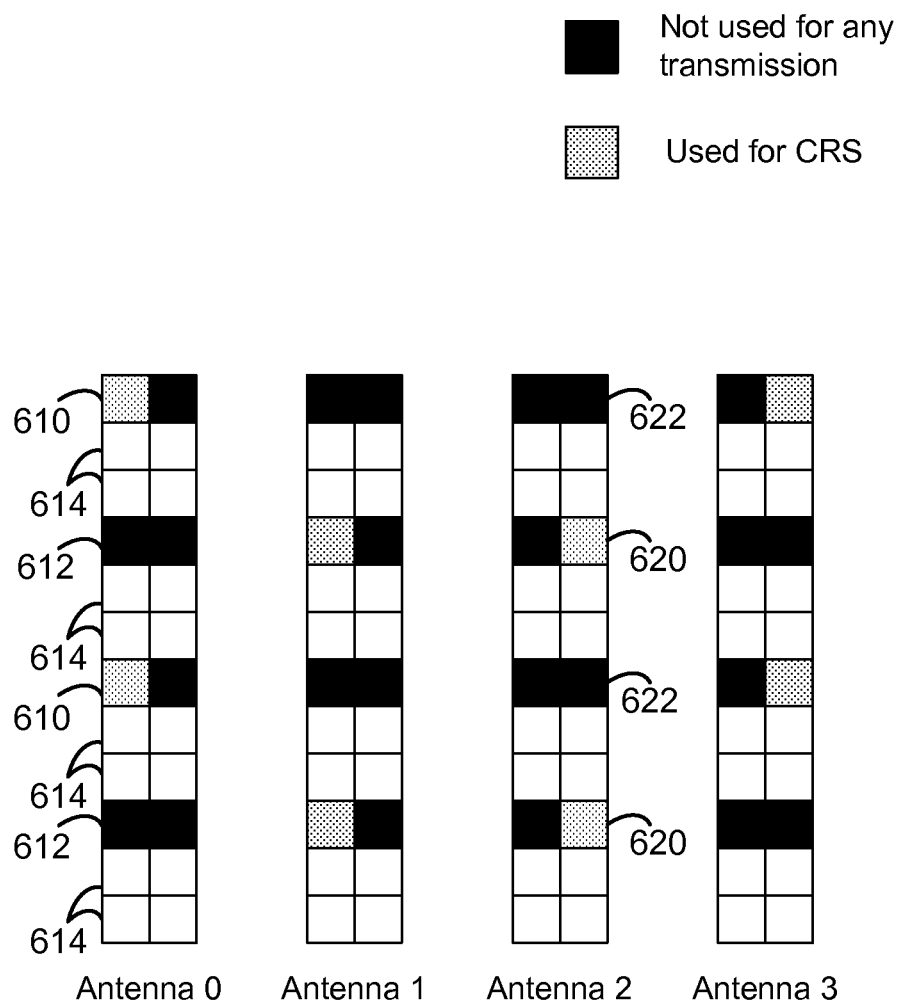 Not used for any
transmission
Used for CRS
610
622
614
612
620
614
610
622
614
612
620
614
Antenna 0
Antenna 1
Antenna 2
Antenna 3